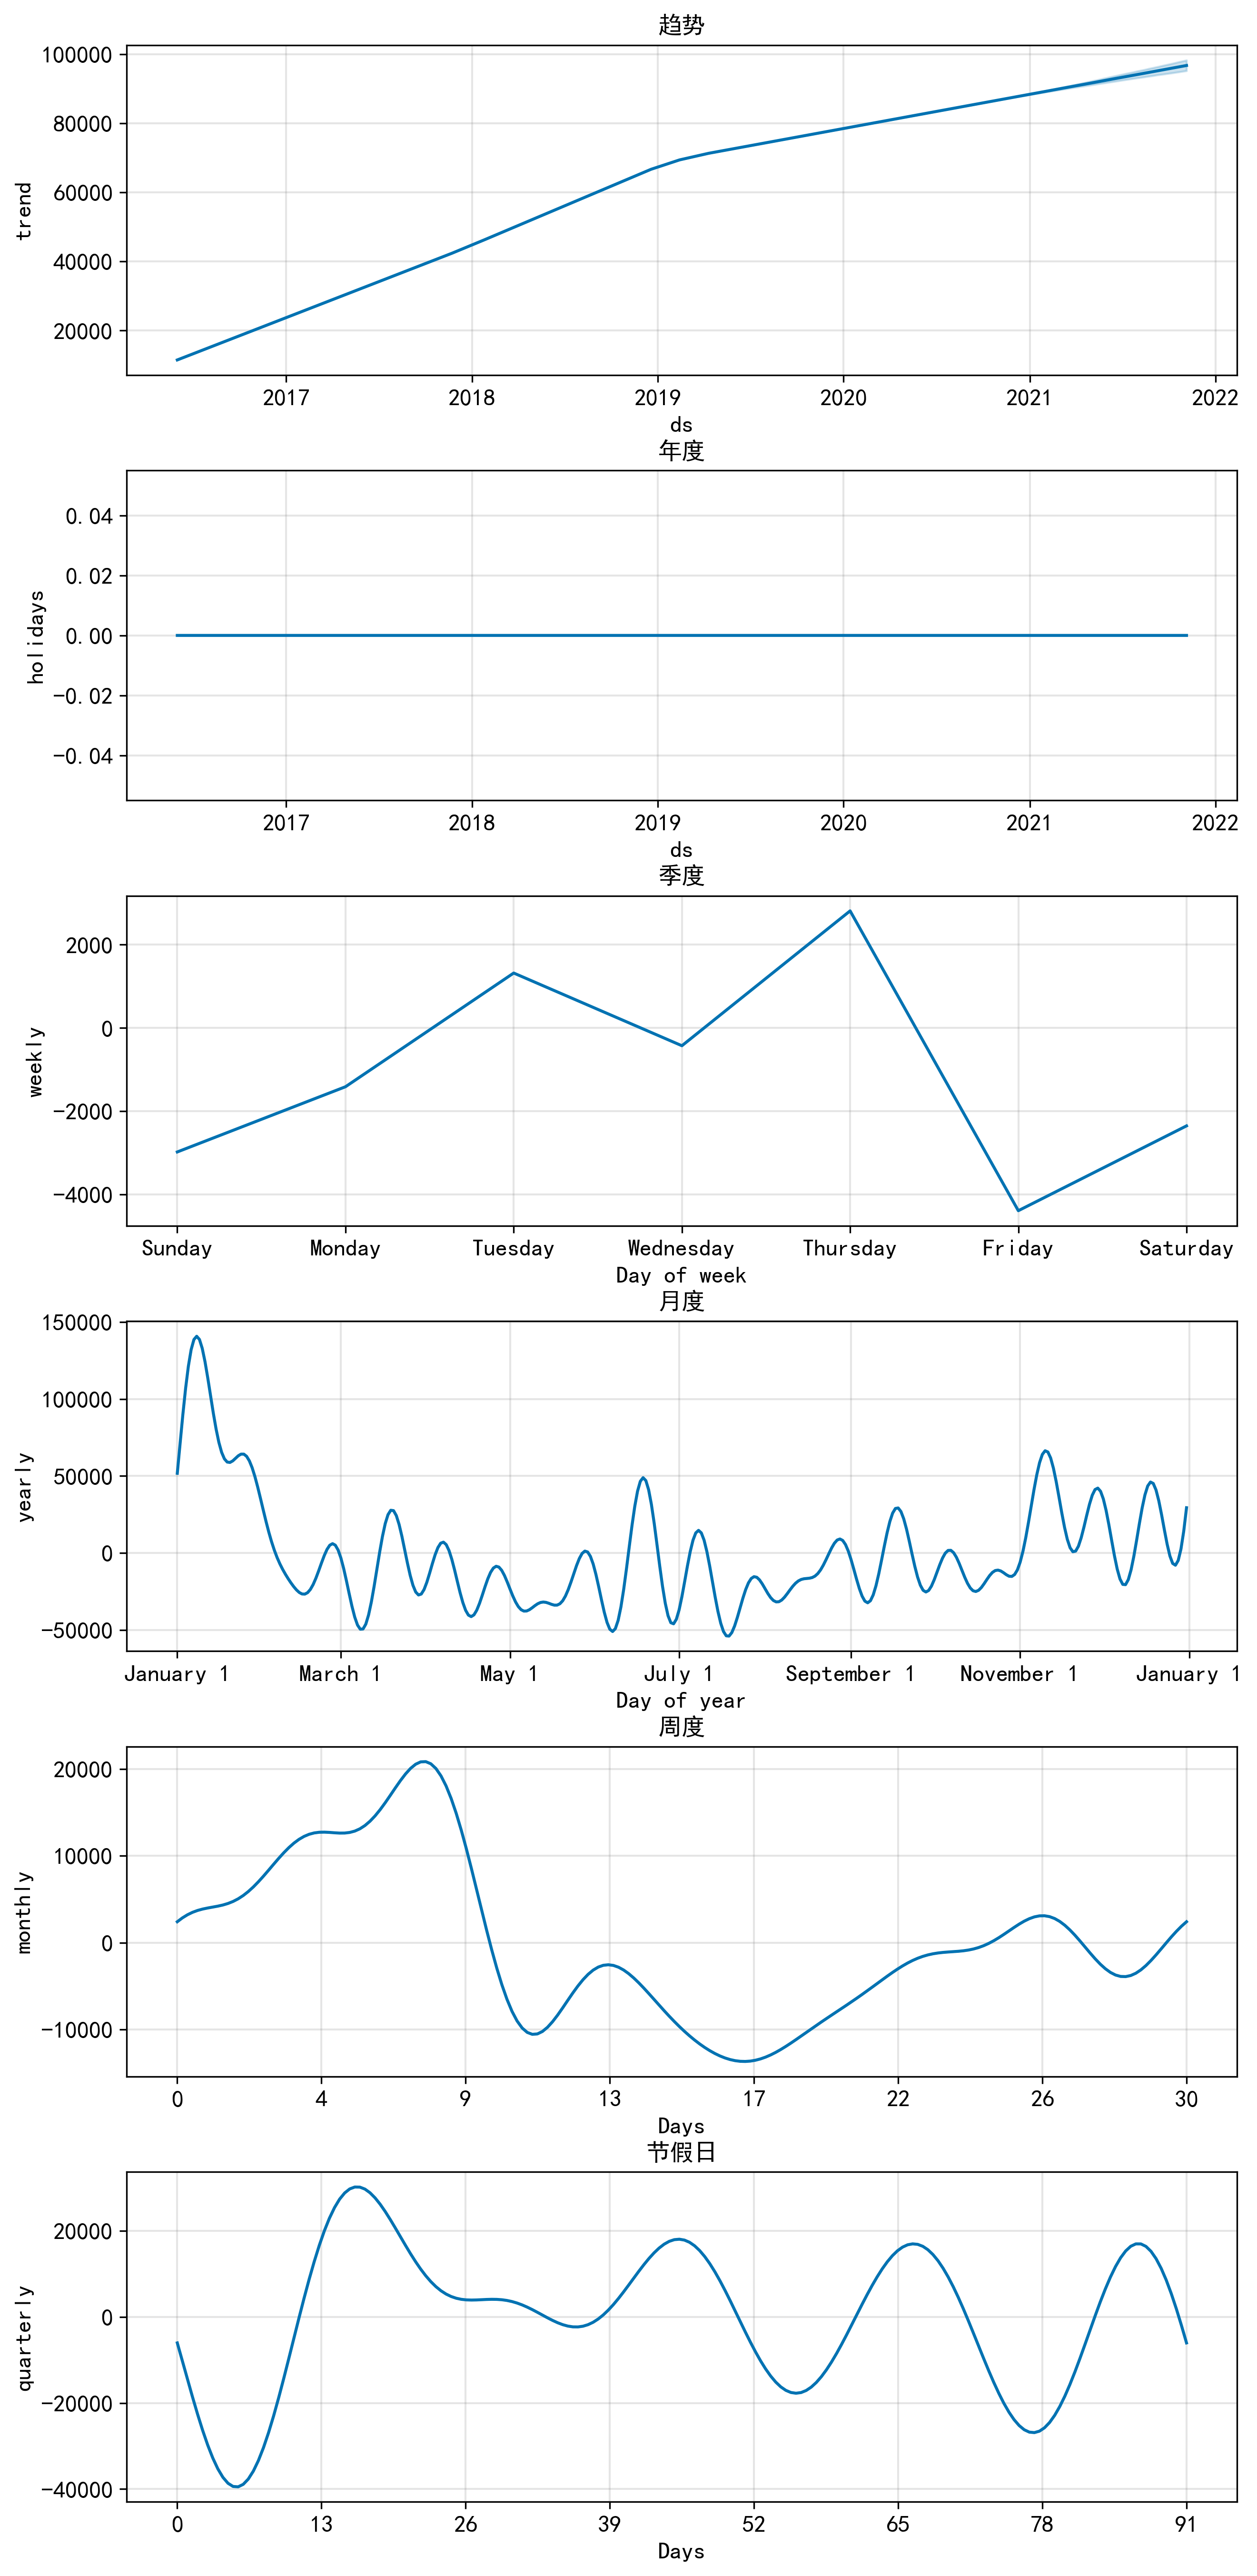 趋势
100000
80000
60000
40000
20000
trend
2017 2018 2019 2020 2021 2022
ds
年度
0.04
0.02
0.00
−0.02
−0.04
holidays
2017 2018 2019 2020 2021 2022
ds
季度
2000
0
−2000
−4000
weekly
Sunday Monday Tuesday Wednesday Thursday Friday Saturday
Day of week
月度
150000
100000
50000
0
−50000
yearly
January 1 March 1 May 1 July 1 September 1 November 1 January 1
Day of year
周度
20000
10000
0
−10000
monthly
0 4 9 13 17 22 26 30
Days
节假日
20000
0
−20000
−40000
quarterly
0 13 26 39 52 65 78 91
Days